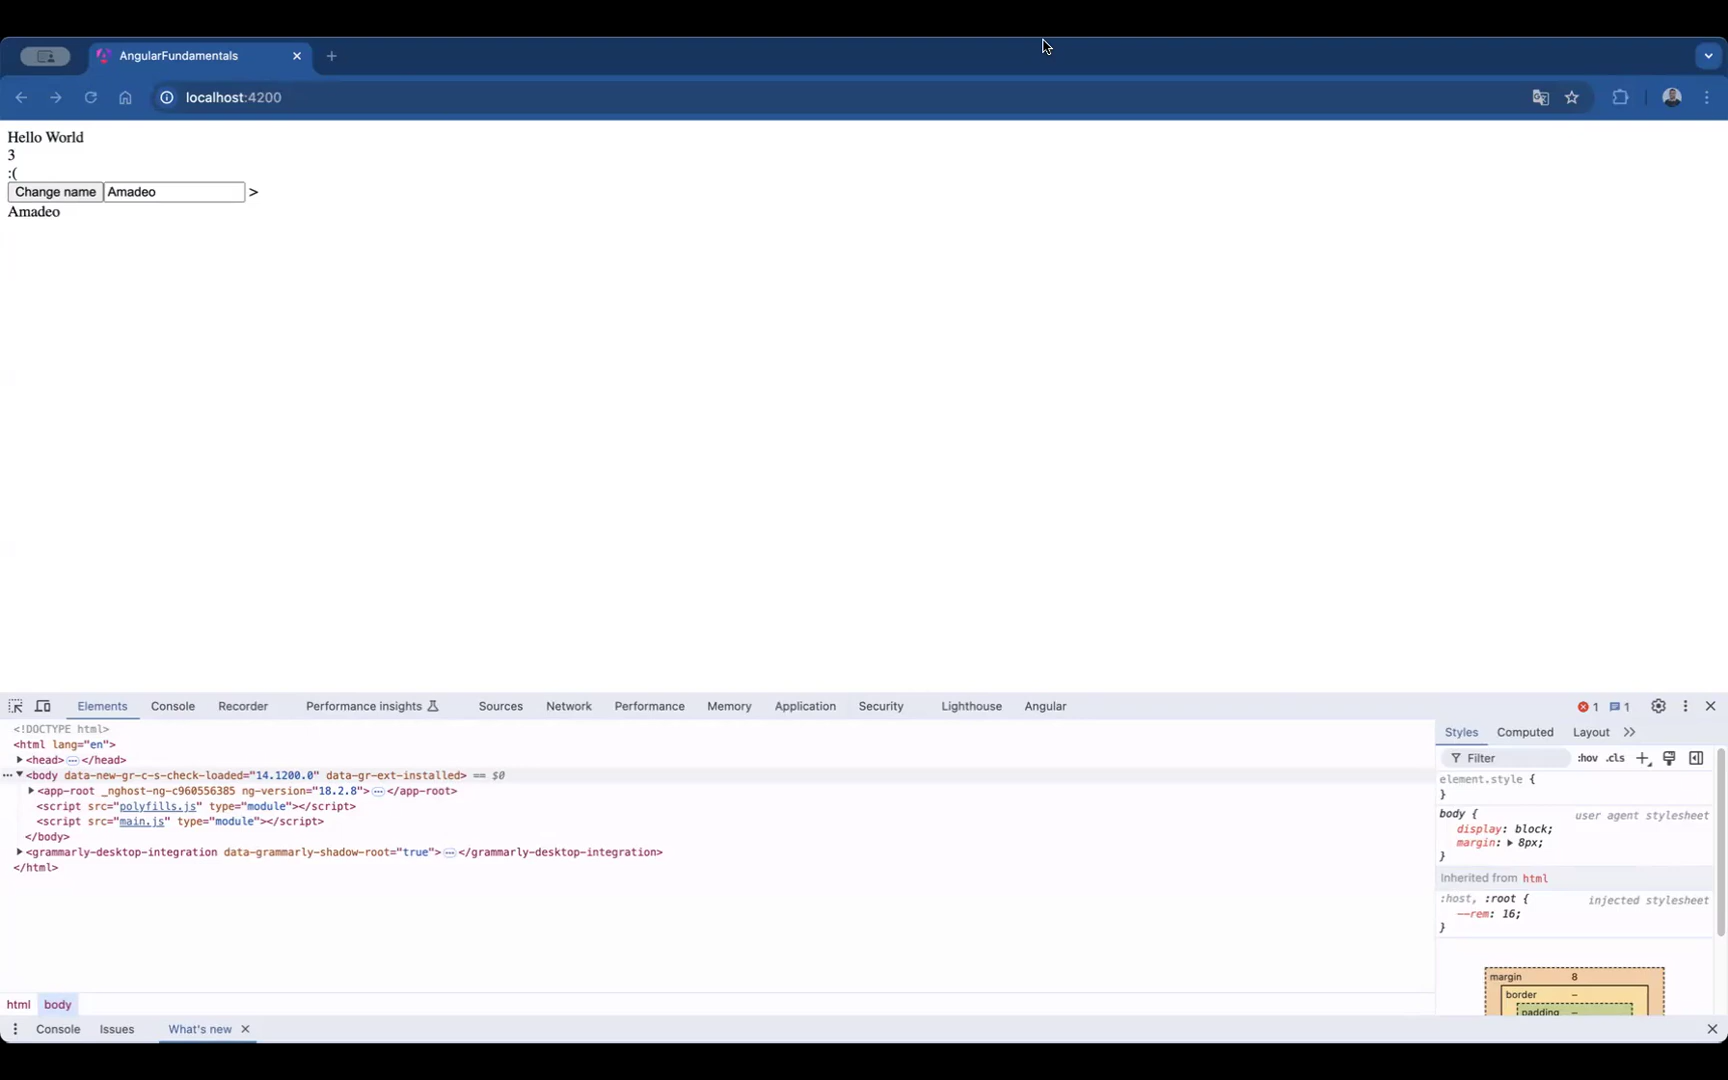 AngularFundamentals
localhost:4200
Hello World
3
:(
Change name Amadeo >
Amadeo
Elements Console Recorder Performance insights Sources Network Performance Memory Application Security Lighthouse Angular 1 1
<!DOCTYPE html>
<html lang="en">
<head> ··· </head>
··· <body data-new-gr-c-s-check-loaded="14.1200.0" data-gr-ext-installed> == $0
<app-root _nghost-ng-c960556385 ng-version="18.2.8"> ··· </app-root>
<script src="polyfills.js" type="module"></script>
<script src="main.js" type="module"></script>
</body>
<grammarly-desktop-integration data-grammarly-shadow-root="true"> ··· </grammarly-desktop-integration>
</html>
html body
Styles Computed Layout
Filter :hov .cls
element.style {
}
body { user agent stylesheet
display: block;
margin: 8px;
}
Inherited from html
:host, :root { injected stylesheet
--rem: 16;
}
margin 8
border –
padding –
Console Issues What's new